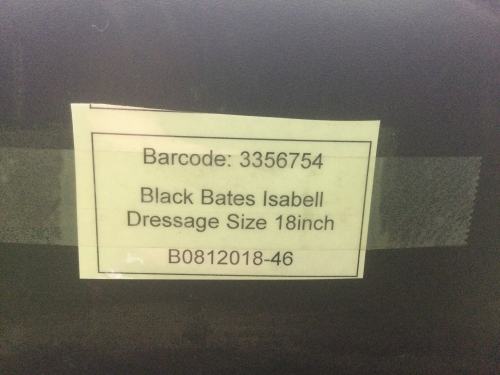 Barcode: 3356754
Black Bates Isabell
Dressage Size 18inch
B0812018-46